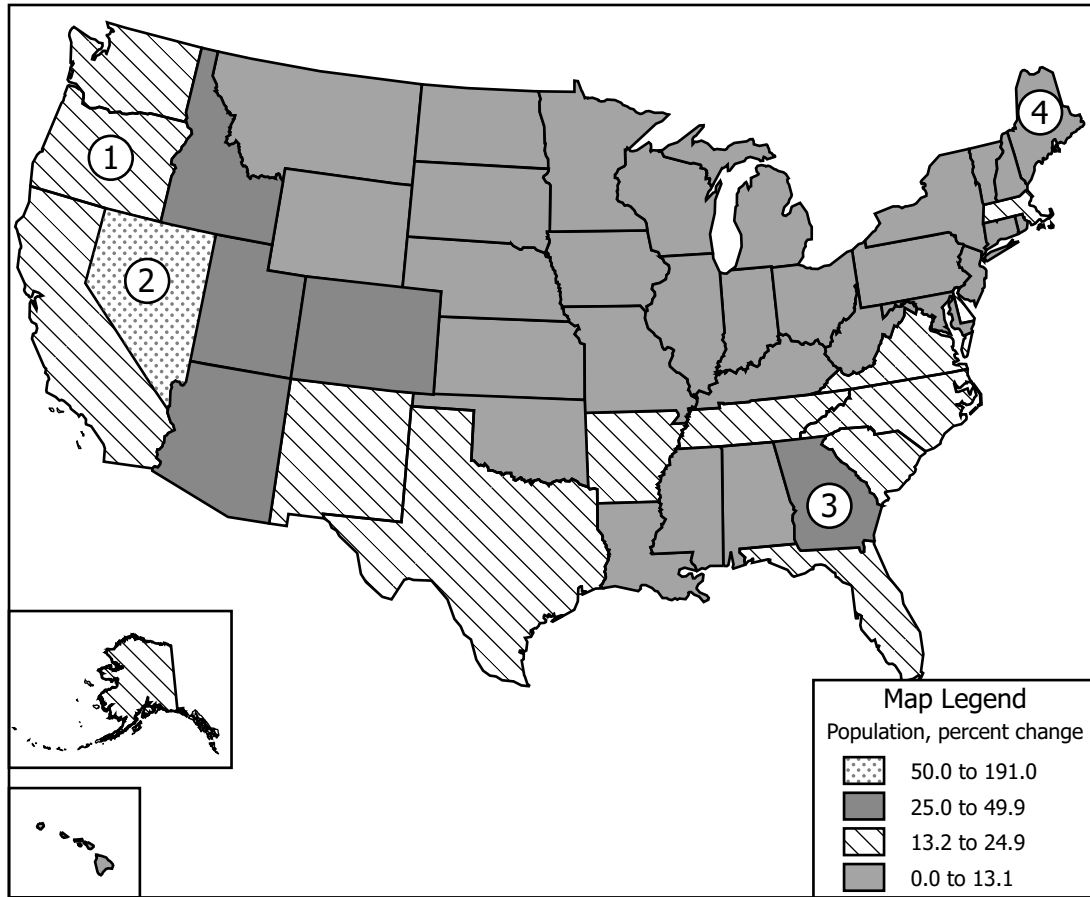 4
1
2
3
Map Legend
Population, percent change
50.0 to 191.0
25.0 to 49.9
13.2 to 24.9
0.0 to 13.1